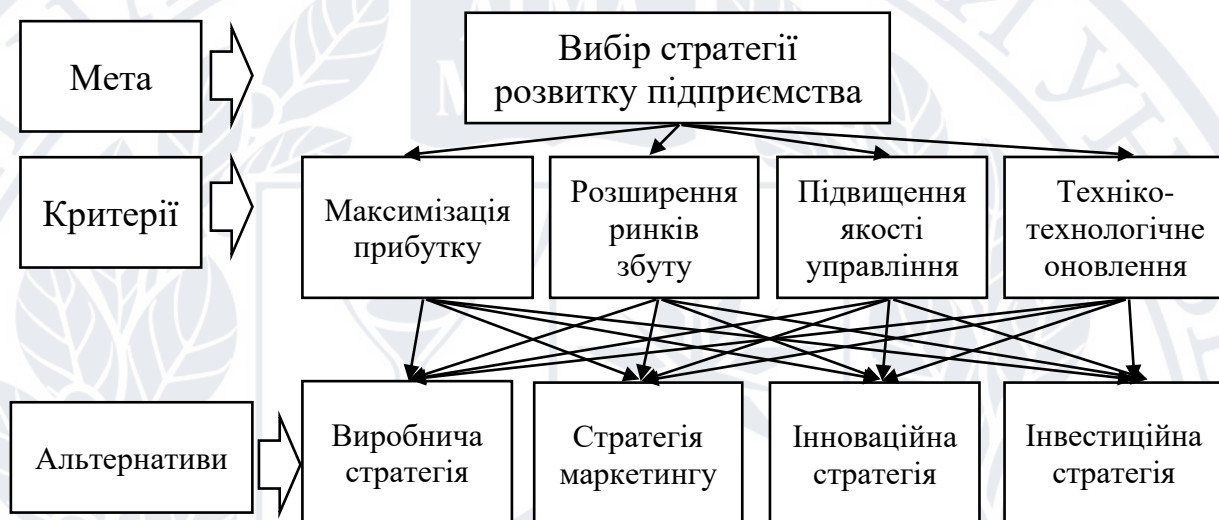 Мета
Вибір стратегії
розвитку підприємства
Критерії
Максимізація
прибутку
Розширення
ринків
збуту
Підвищення
якості
управління
Техніко-
технологічне
оновлення
Альтернативи
Виробнича
стратегія
Стратегія
маркетингу
Інноваційна
стратегія
Інвестиційна
стратегія